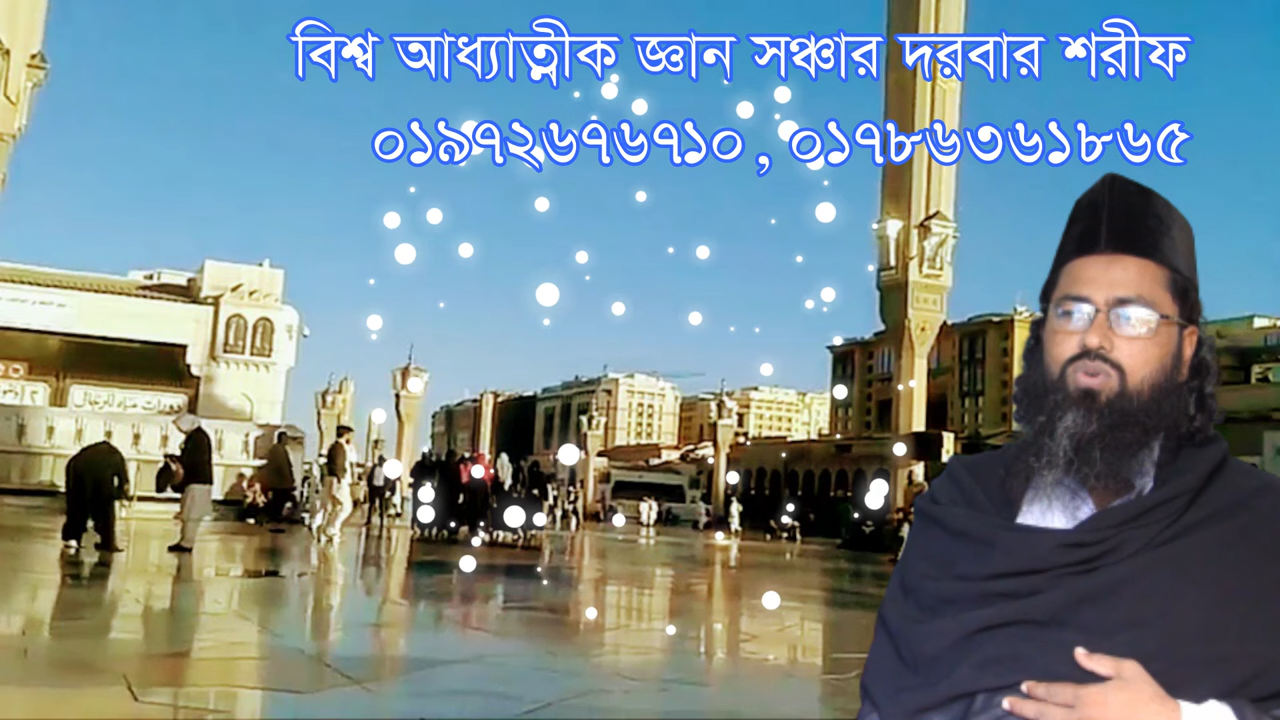 বিশ্ব আধ্যাত্নীক জ্ঞান সঞ্চার দরবার শরীফ
০১৯৭২৬৭৬৭১০ , ০১৭৮৬৩৬১৮৬৫